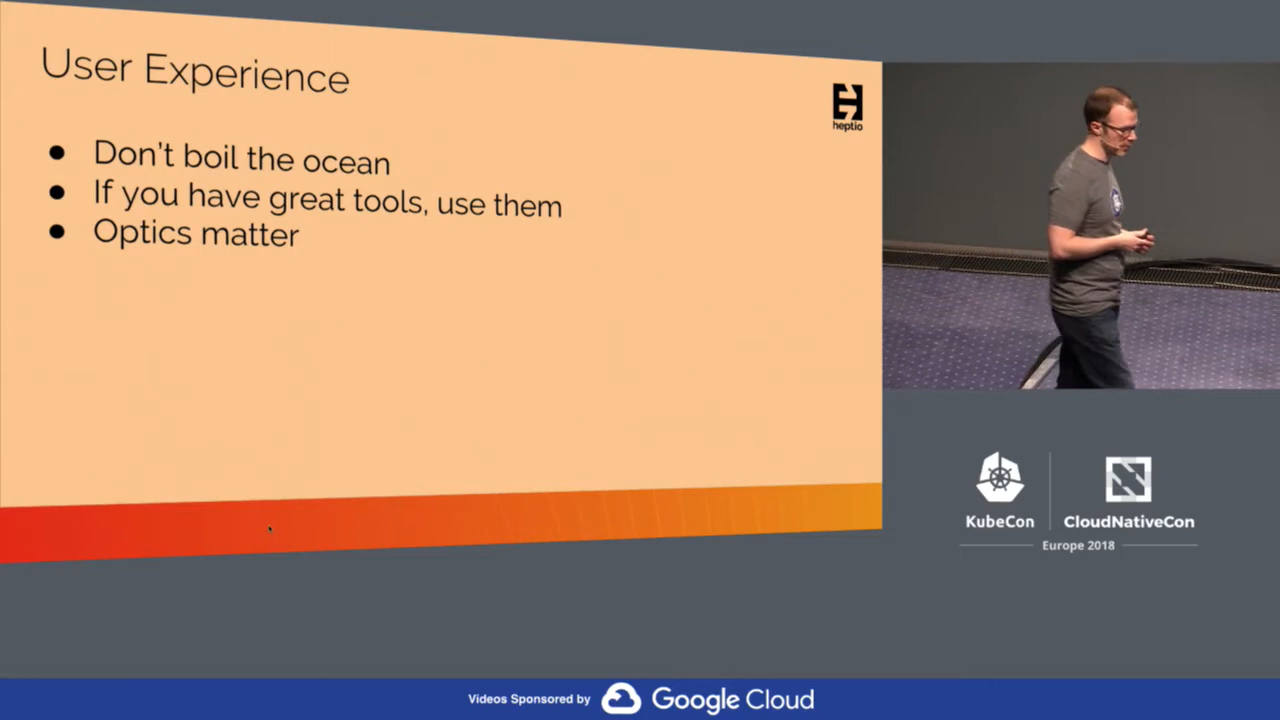 User Experience
heptio
● Don't boil the ocean
● If you have great tools, use them
● Optics matter
KubeCon
CloudNativeCon
Europe 2018
Videos Sponsored by Google Cloud